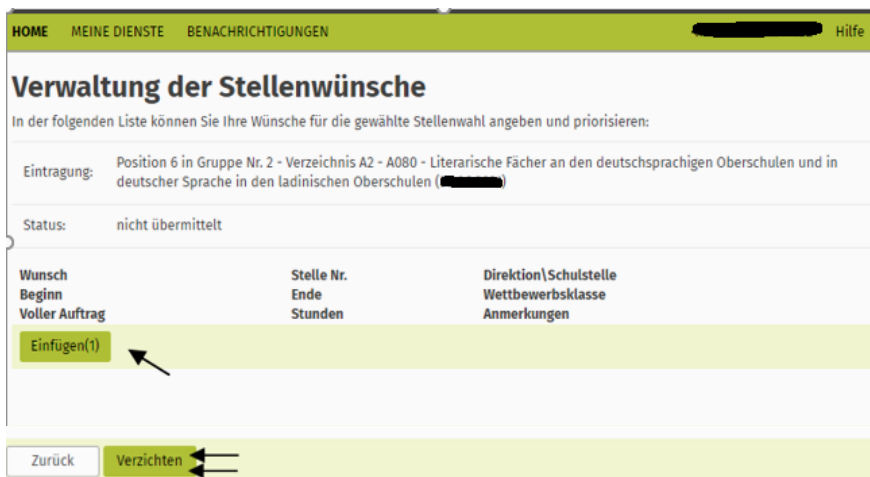 HOME MEINE DIENSTE BENACHRICHTIGUNGEN Hilfe
Verwaltung der Stellenwünsche
In der folgenden Liste können Sie Ihre Wünsche für die gewählte Stellenwahl angeben und priorisieren:
Eintragung: Position 6 in Gruppe Nr. 2 - Verzeichnis A2 - A080 - Literarische Fächer an den deutschsprachigen Oberschulen und in
deutscher Sprache in den ladinischen Oberschulen ( )
Status: nicht übermittelt
Wunsch Stelle Nr. Direktion\Schulstelle
Beginn Ende Wettbewerbsklasse
Voller Auftrag Stunden Anmerkungen
Einfügen(1)
Zurück Verzichten